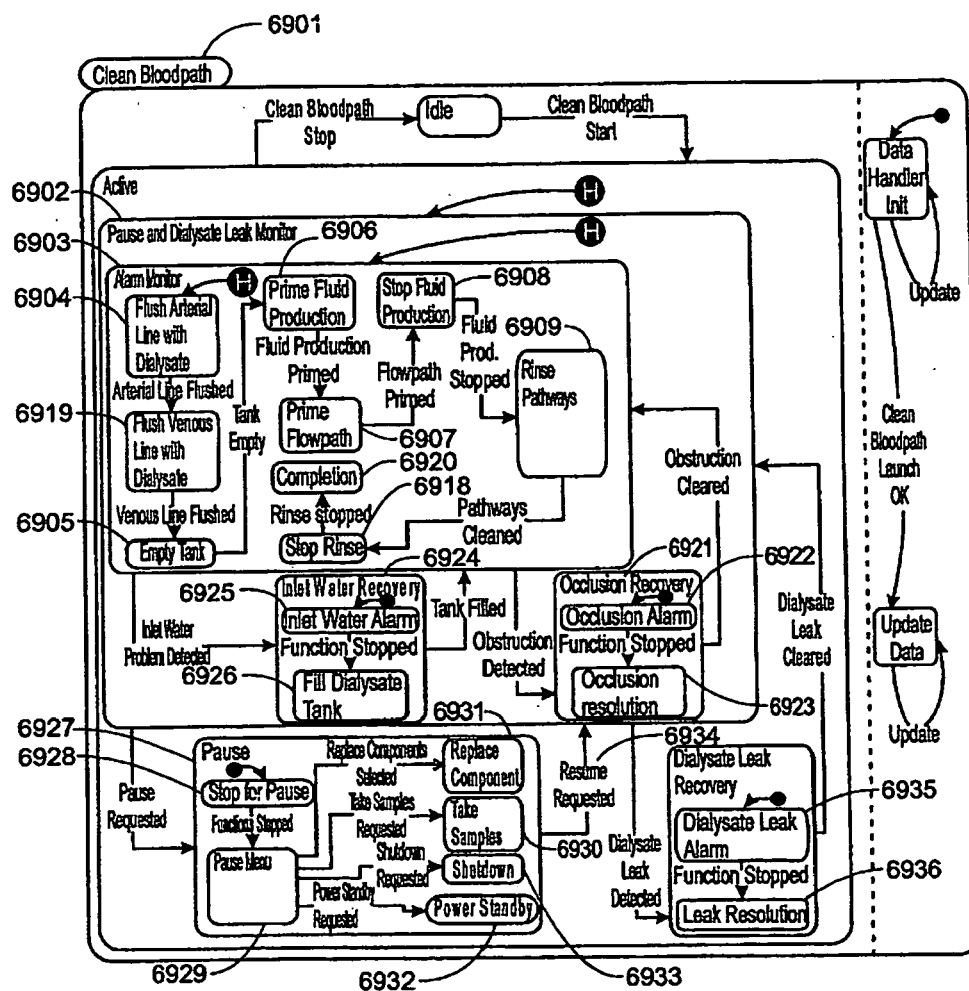 6901
Clean Bloodpath
Clean Bloodpath
Stop
Idle
Clean Bloodpath
Start
Data
Handler
Init
Update
Clean
Bloodpath
Launch
OK
Update
Data
Update
Active
H
6902
Pause and Dialysate Leak Monitor
H
6903
Alarm Monitor
H
6904
Flush Arterial
Line with
Dialysate
Arterial Line Flushed
6919
Flush Venous
Line with
Dialysate
Venous Line Flushed
6905
Empty Tank
Tank
Empty
6906
Prime Fluid
Production
Fluid Production
Primed
Prime
Flowpath
6907
Flowpath
Primed
6908
Stop Fluid
Production
Fluid
Prod.
Stopped
6909
Rinse
Pathways
Pathways
Cleaned
6918
Stop Rinse
Rinse Stopped
6920
Completion
Inlet Water
Problem Detected
6924
Inlet Water Recovery
6925
Inlet Water Alarm
Function Stopped
6926
Fill Dialysate
Tank
Tank Filled
Obstruction
Detected
6921
Occlusion Recovery
6922
Occlusion Alarm
Function Stopped
Occlusion
resolution
6923
Obstruction
Cleared
Dialysate
Leak
Cleared
Pause
Requested
6927
Pause
6928
Stop for Pause
Functions Stopped
Pause Menu
6929
Replace Components
Selected
6931
Replace
Component
Take Samples
Requested
Take
Samples
6930
Shutdown
Requested
Shutdown
6933
Power Standby
Requested
Power Standby
6932
6934
Resume
Requested
Dialysate
Leak
Detected
Dialysate Leak
Recovery
6935
Dialysate Leak
Alarm
Function Stopped
6936
Leak Resolution